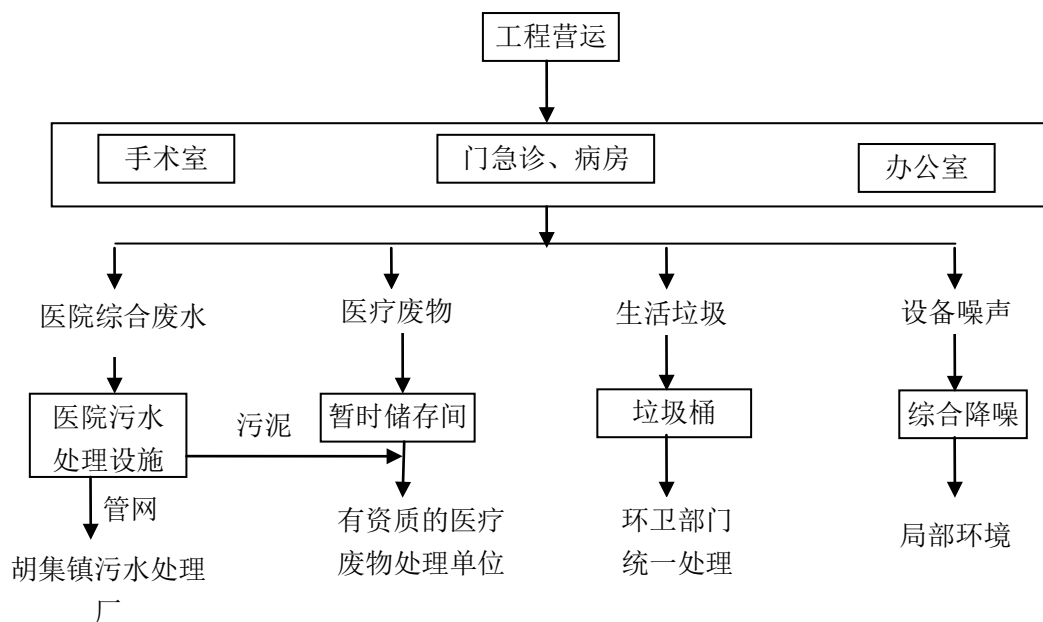 工程营运
手术室
门急诊、病房
办公室
医院综合废水
医疗废物
生活垃圾
设备噪声
医院污水
处理设施
污泥
暂时储存间
垃圾桶
综合降噪
管网
胡集镇污水处理
厂
有资质的医疗
废物处理单位
环卫部门
统一处理
局部环境